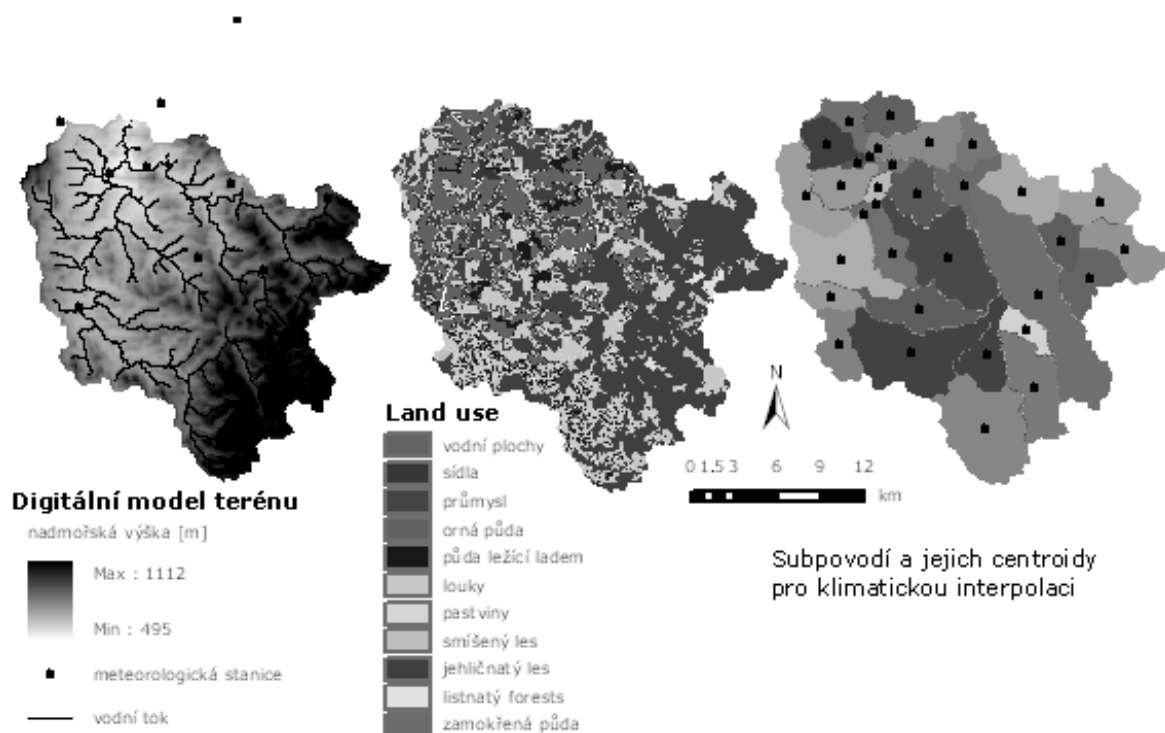 Digitální model terénu
nadmořská výška [m]
Max : 1112
Min : 495
meteorologická stanice
vodní tok
Land use
vodní plochy
sídla
průmysl
orná půda
půda ležící ladem
louky
pastviny
smíšený les
jehličnatý les
listnatý forests
zamokřená půda
N
0 1.5 3 6 9 12
km
Subpovodí a jejich centroidy
pro klimatickou interpolaci